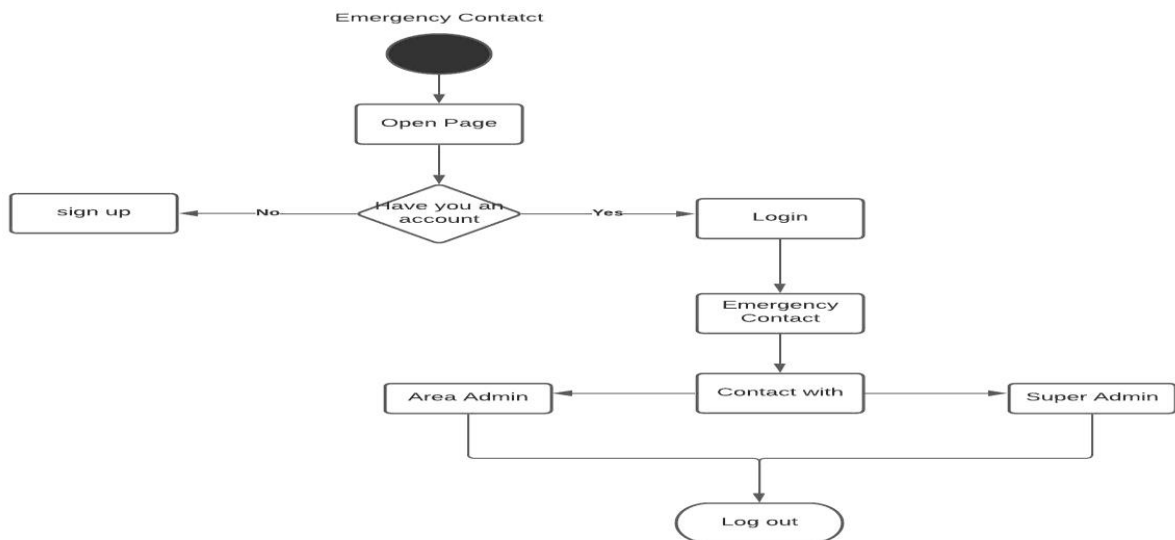 Emergency Contatct
Open Page
Have you an
account
No
Yes
sign up
Login
Emergency
Contact
Contact with
Area Admin
Super Admin
Log out